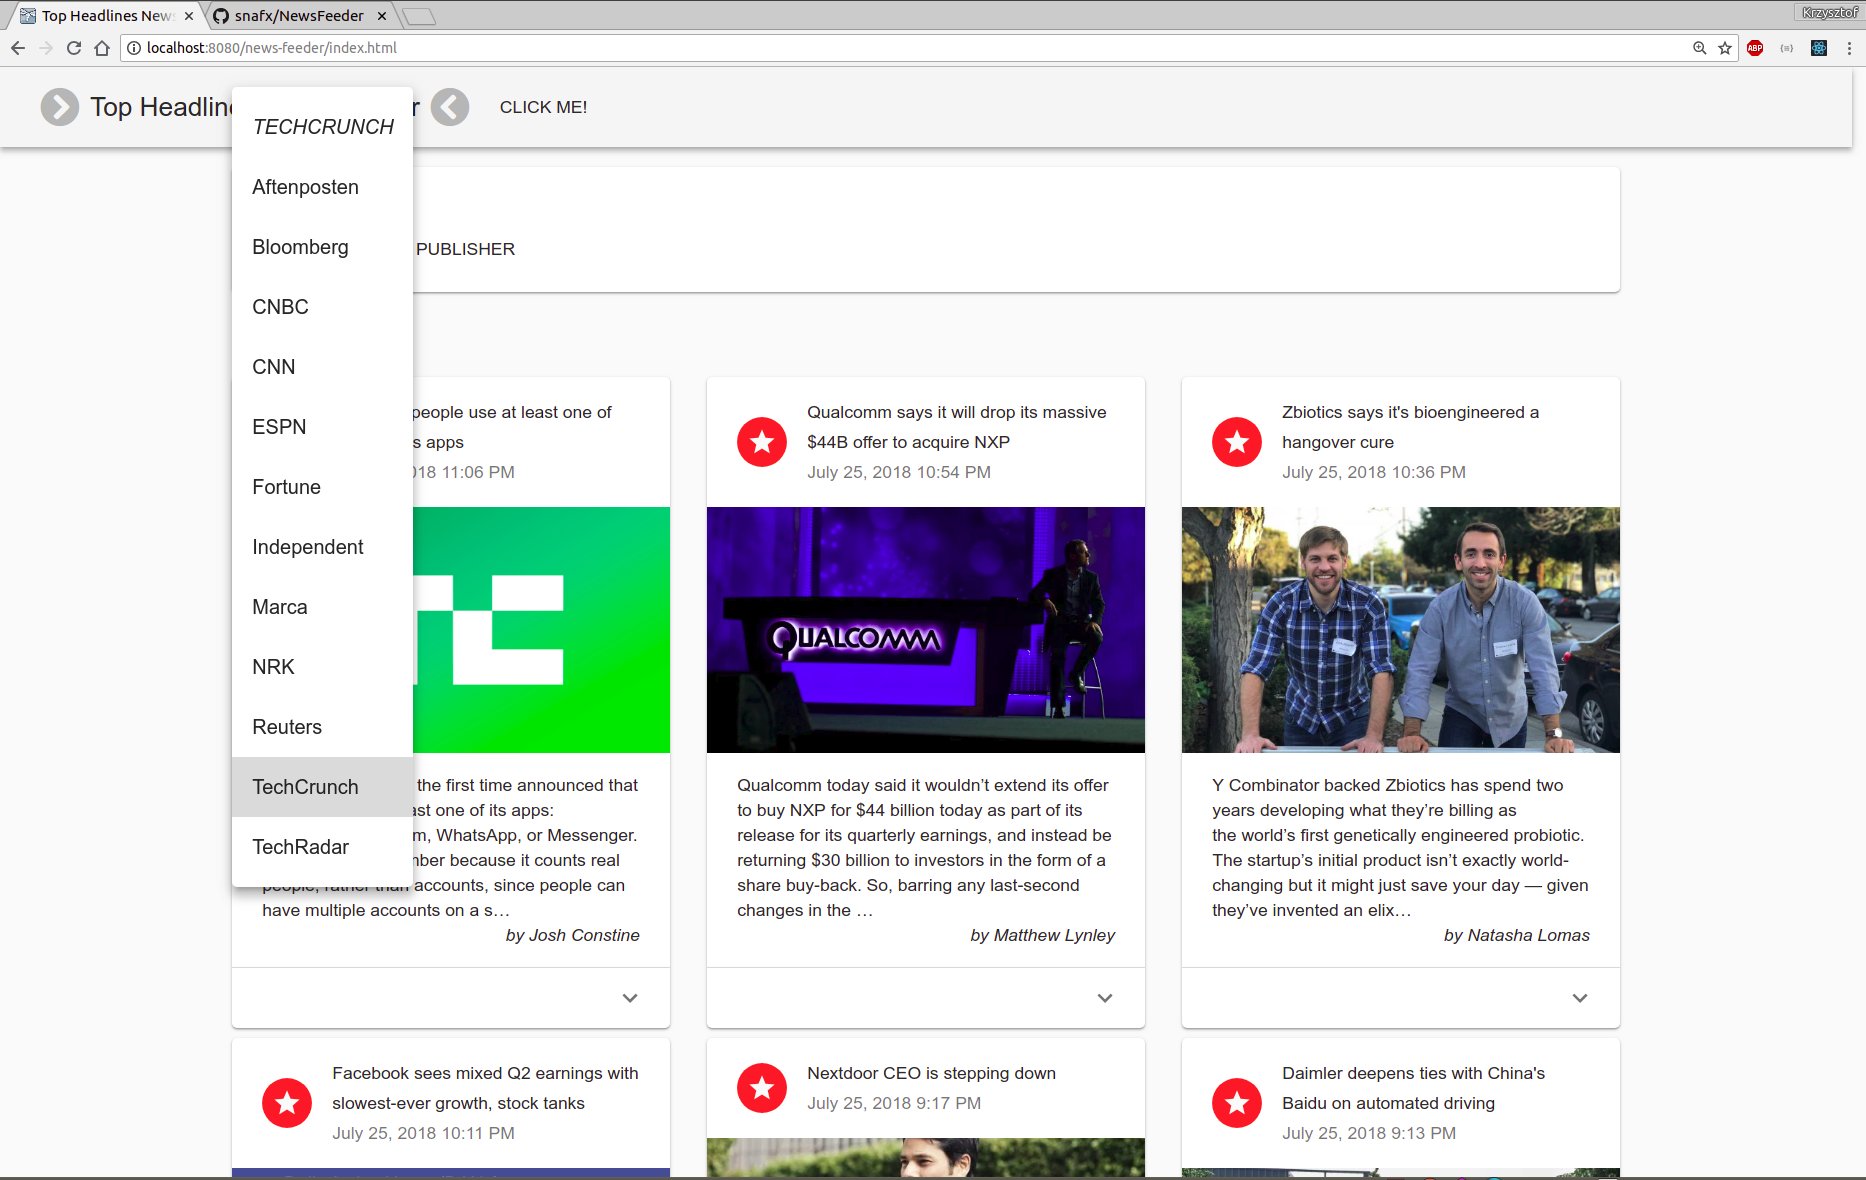 Top Headlines News
snafx/NewsFeeder
Krzysztof
localhost:8080/news-feeder/index.html
ABP
Top Headlin
r
CLICK ME!
TECHCRUNCH
Aftenposten
Bloomberg
CNBC
CNN
ESPN
Fortune
Independent
Marca
NRK
Reuters
TechCrunch
TechRadar
PUBLISHER
people use at least one of
s apps
018 11:06 PM
the first time announced that
ast one of its apps:
m, WhatsApp, or Messenger.
mber because it counts real
people, rather than accounts, since people can
have multiple accounts on a s…
by Josh Constine
Qualcomm says it will drop its massive
$44B offer to acquire NXP
July 25, 2018 10:54 PM
QUALCOMM
Qualcomm today said it wouldn’t extend its offer
to buy NXP for $44 billion today as part of its
release for its quarterly earnings, and instead be
returning $30 billion to investors in the form of a
share buy-back. So, barring any last-second
changes in the …
by Matthew Lynley
Zbiotics says it's bioengineered a
hangover cure
July 25, 2018 10:36 PM
Y Combinator backed Zbiotics has spend two
years developing what they’re billing as
the world’s first genetically engineered probiotic.
The startup’s initial product isn’t exactly world-
changing but it might just save your day — given
they’ve invented an elix…
by Natasha Lomas
Facebook sees mixed Q2 earnings with
slowest-ever growth, stock tanks
July 25, 2018 10:11 PM
Nextdoor CEO is stepping down
July 25, 2018 9:17 PM
Daimler deepens ties with China's
Baidu on automated driving
July 25, 2018 9:13 PM